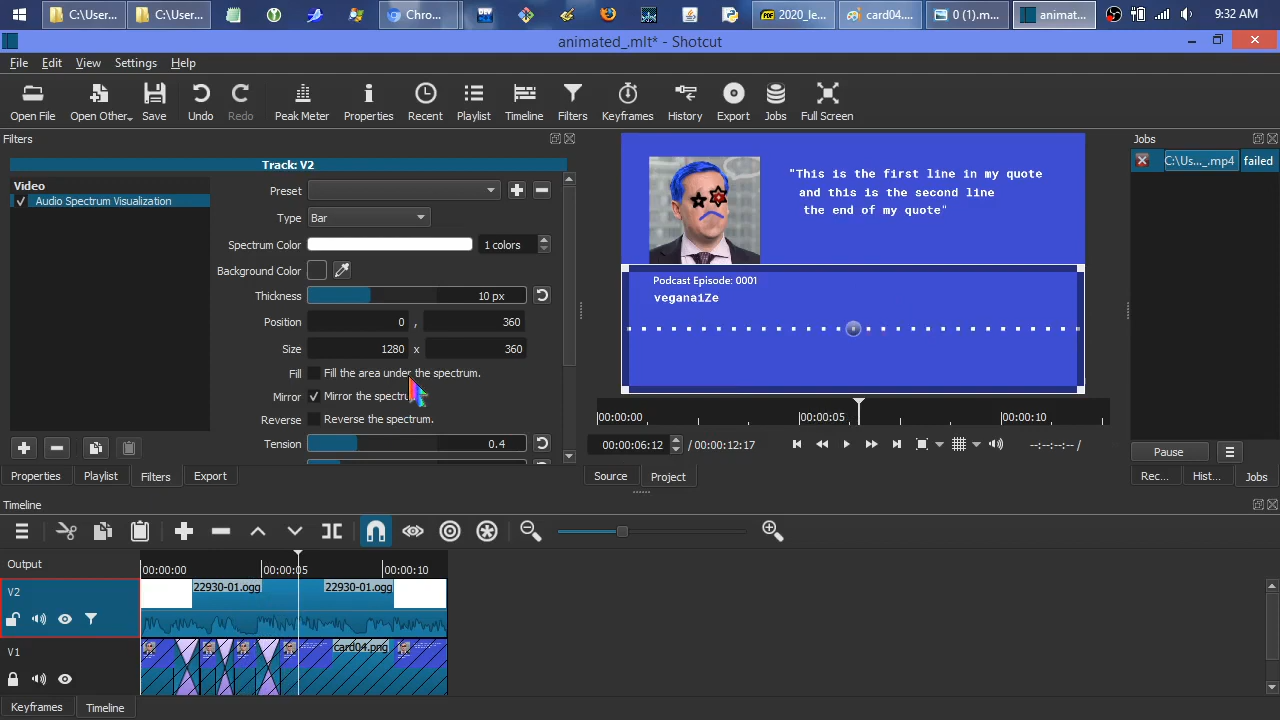 C:\User...
C:\User...
Chro...
2020_le...
card04....
0 (1).m...
animat...
9:32 AM
animated_.mlt* - Shotcut
File Edit View Settings Help
Open File Open Other... Save Undo Redo Peak Meter Properties Recent Playlist Timeline Filters Keyframes History Export Jobs Full Screen
Filters
Track: V2
Video
Audio Spectrum Visualization
Preset
Type Bar
Spectrum Color 1 colors
Background Color
Thickness 10 px
Position 0 , 360
Size 1280 x 360
Fill Fill the area under the spectrum.
Mirror Mirror the spectru
Reverse Reverse the spectrum.
Tension 0.4
Properties Playlist Filters Export
"This is the first line in my quote
and this is the second line
the end of my quote"
Podcast Episode: 0001
veganaiZe
00:00:00 00:00:05 00:00:10
00:00:06:12 / 00:00:12:17 --:--:--:-- /
Source Project
Jobs
C:\Us..._.mp4 failed
Pause
Rec... Hist... Jobs
Timeline
Output
00:00:00 00:00:05 00:00:10
V2
22930-01.ogg 22930-01.ogg
V1
card04.png
Keyframes Timeline